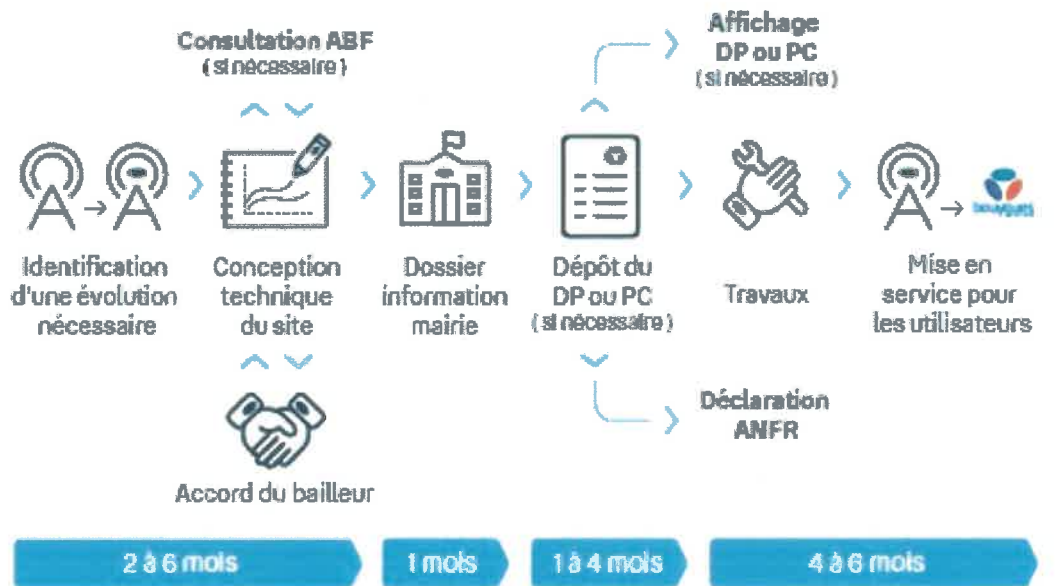 Consultation ABF
(si nécessaire)
Affichage
DP ou PC
(si nécessaire)
Identification
d'une évolution
nécessaire
Conception
technique
du site
Dossier
information
mairie
Dépôt du
DP ou PC
(si nécessaire)
Travaux
Mise en
service pour
les utilisateurs
bouygues
Accord du bailleur
Déclaration
ANFR
2 à 6 mois
1 mois
1 à 4 mois
4 à 6 mois